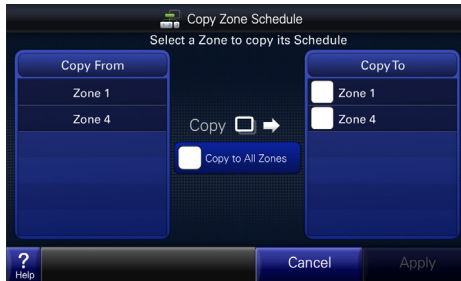 Copy Zone Schedule
Select a Zone to copy its Schedule
Copy From
Zone 1
Zone 4
Copy
Copy to All Zones
Copy To
Zone 1
Zone 4
?
Help
Cancel
Apply